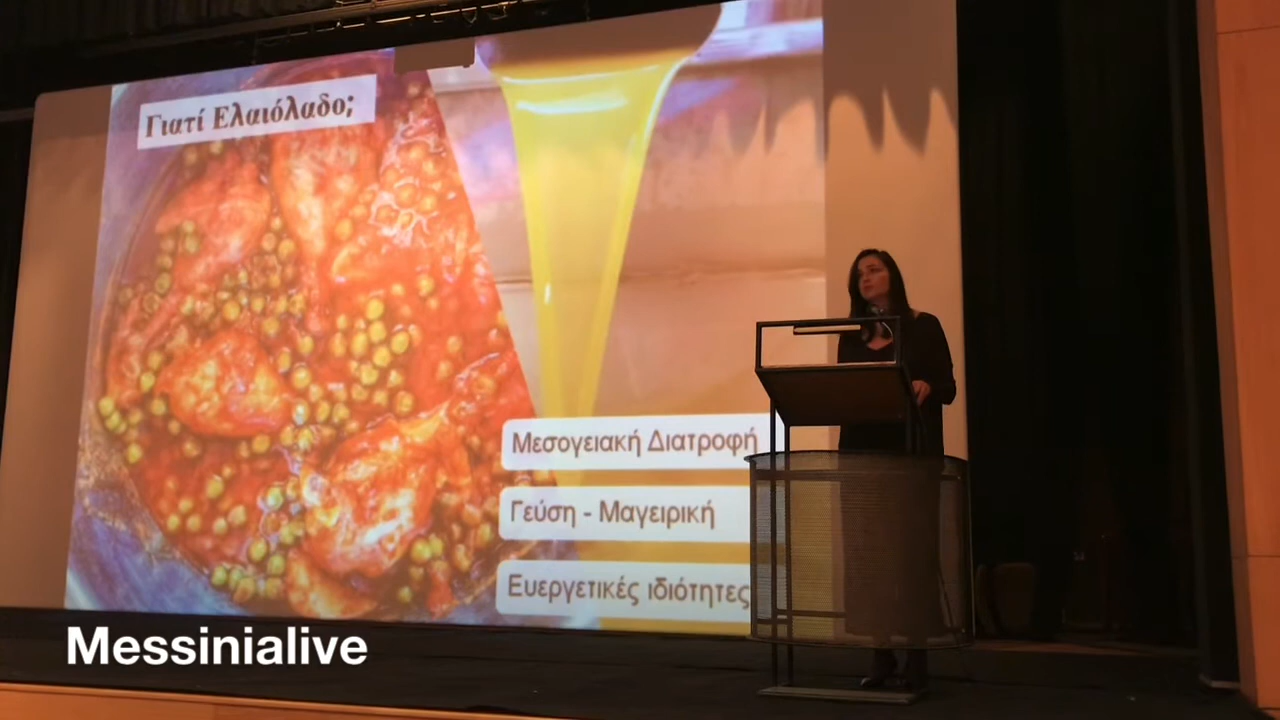 Γιατί Ελαιόλαδο;
Μεσογειακή Διατροφή
Γεύση - Μαγειρική
Ευεργετικές ιδιότητες
Messinialive